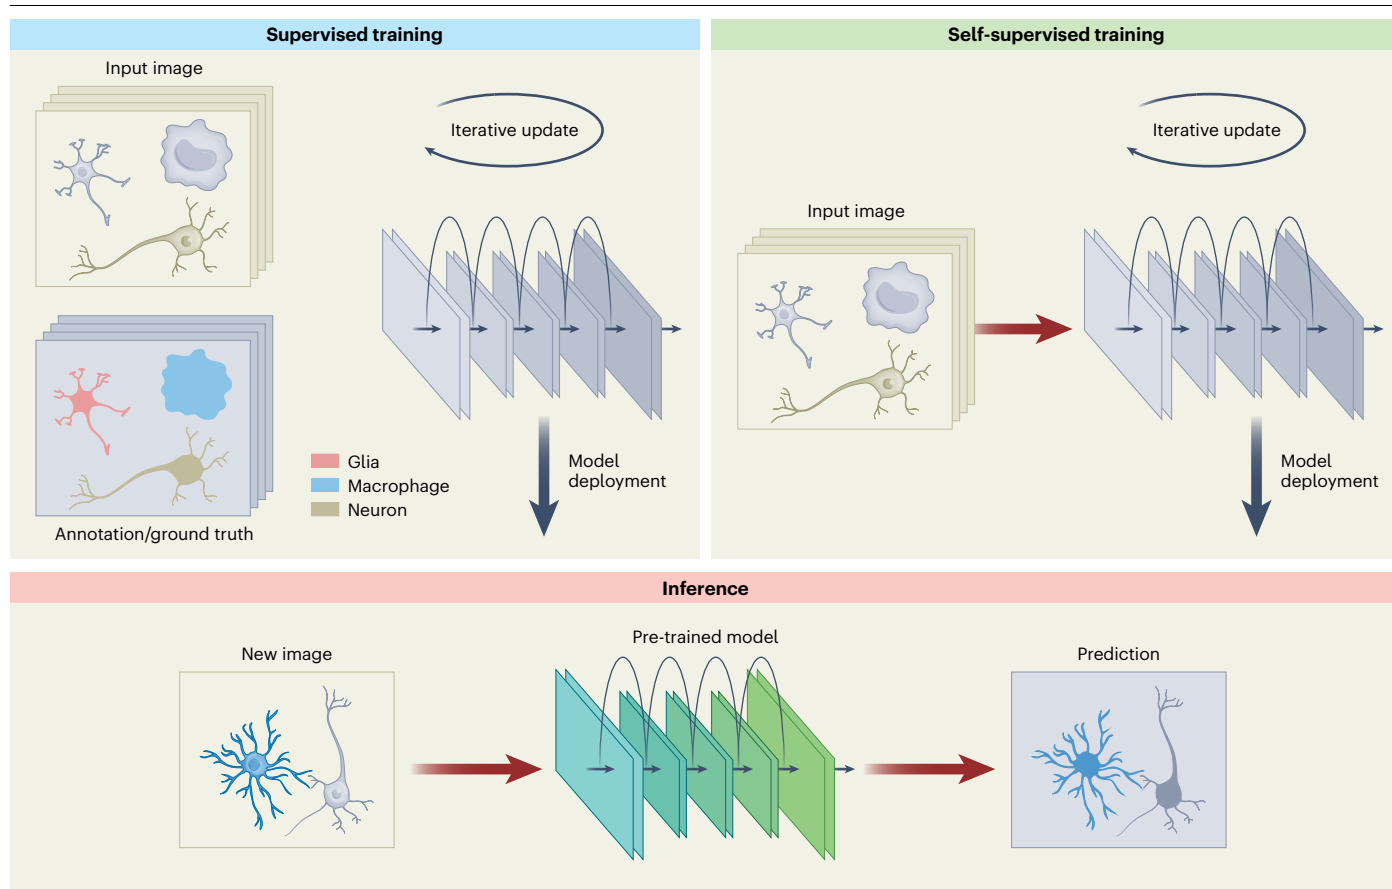 Supervised training
Input image
Iterative update
Glia
Macrophage
Neuron
Annotation/ground truth
Model
deployment
Self-supervised training
Input image
Iterative update
Model
deployment
Inference
New image
Pre-trained model
Prediction